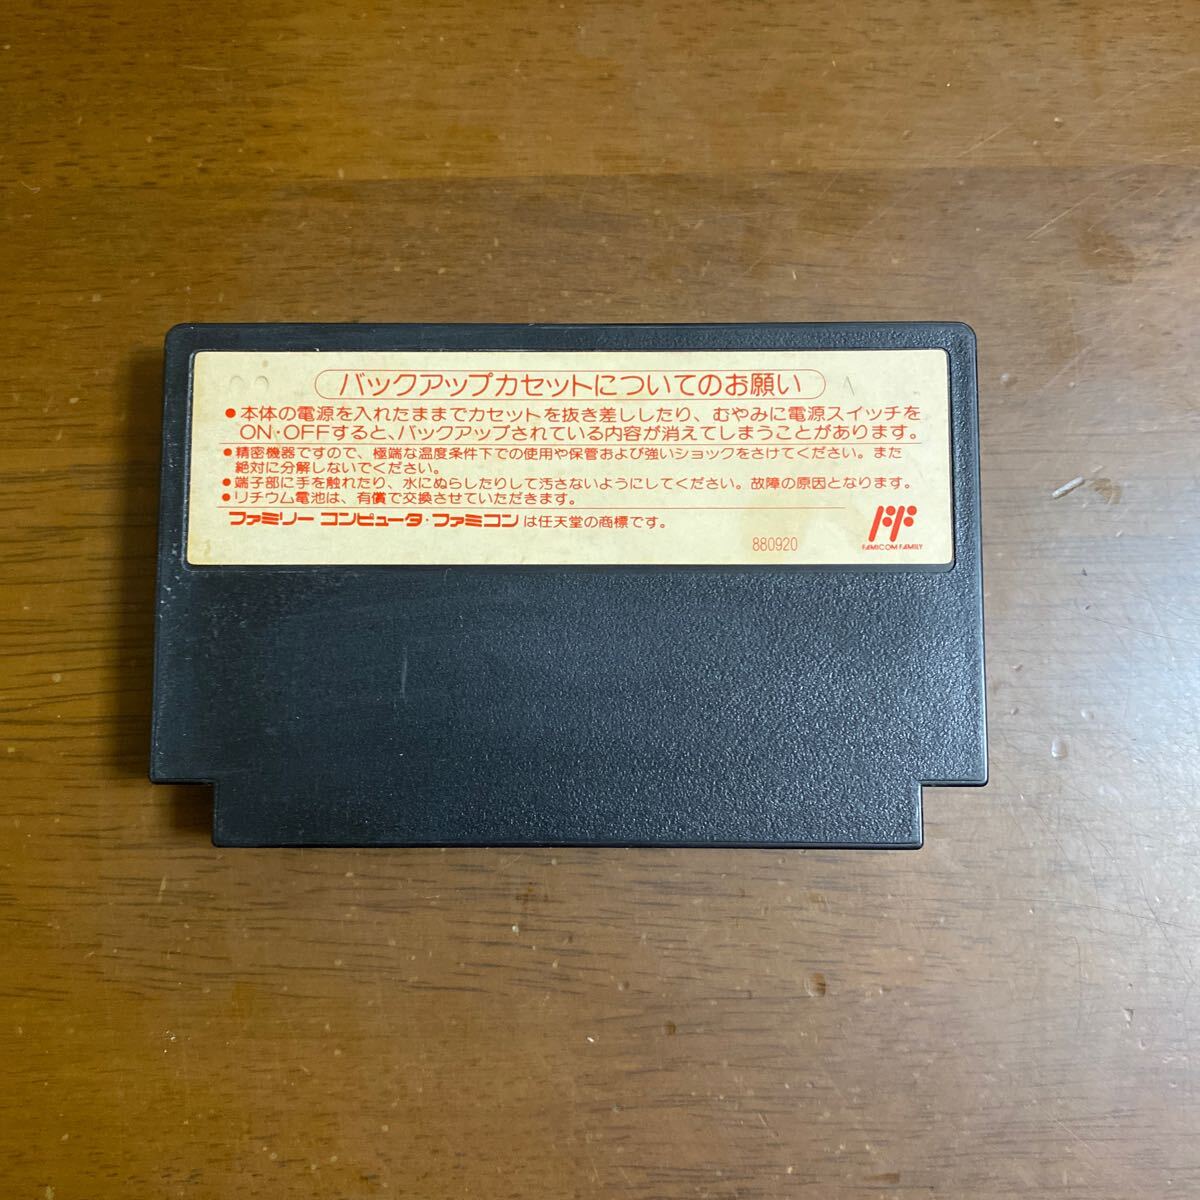 バックアップカセットについてのお願い
●本体の電源を入れたままでカセットを抜き差ししたり、むやみに電源スイッチを
ON・OFFすると、バックアップされている内容が消えてしまうことがあります。
●精密機器ですので、極端な温度条件下での使用や保管および強いショックをさけてください。また
絶対に分解しないでください。
●端子部に手を触れたり、水にぬらしたりして汚さないようにしてください。故障の原因となります。
●リチウム電池は、有償で交換させていただきます。
ファミリー コンピュータ・ファミコンは任天堂の商標です。
880920
FAMICOM FAMILY